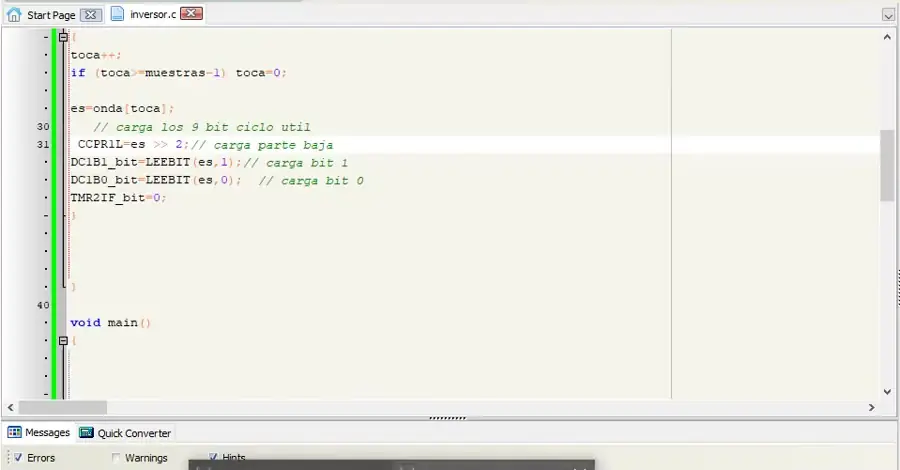 Start Page
inversor.c
{
toca++;
if (toca>=muestras-1) toca=0;
es=onda[toca];
30
// carga los 9 bit ciclo util
31
CCPR1L=es >> 2;// carga parte baja
DC1B1_bit=LEEBIT(es,1);// carga bit 1
DC1B0_bit=LEEBIT(es,0); // carga bit 0
TMR2IF_bit=0;
}
}
40
void main()
{
Messages
Quick Converter
Errors
Warnings
Hints